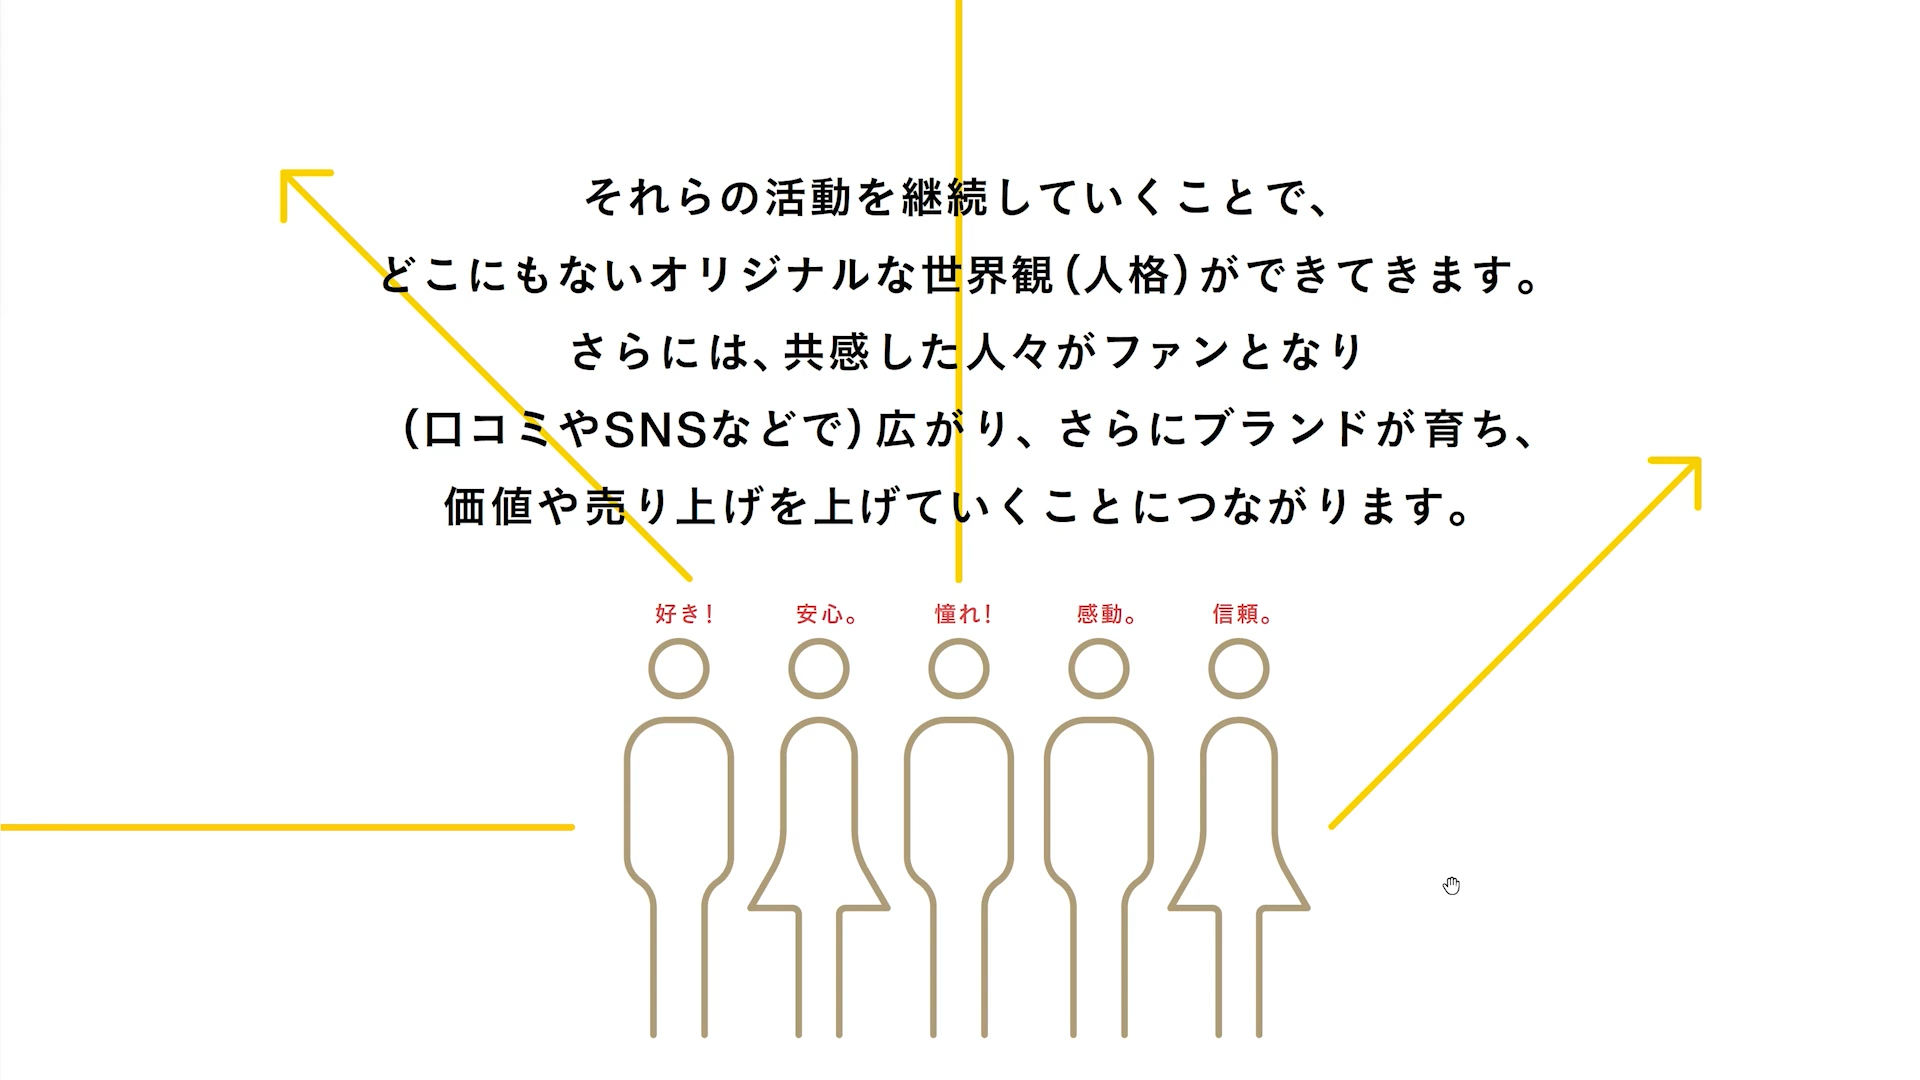 それらの活動を継続していくことで、
どこにもないオリジナルな世界観（人格）ができてきます。
さらには、共感した人々がファンとなり
（口コミやSNSなどで）広がり、さらにブランドが育ち、
価値や売り上げを上げていくことにつながります。
好き！ 安心。 憧れ！ 感動。 信頼。